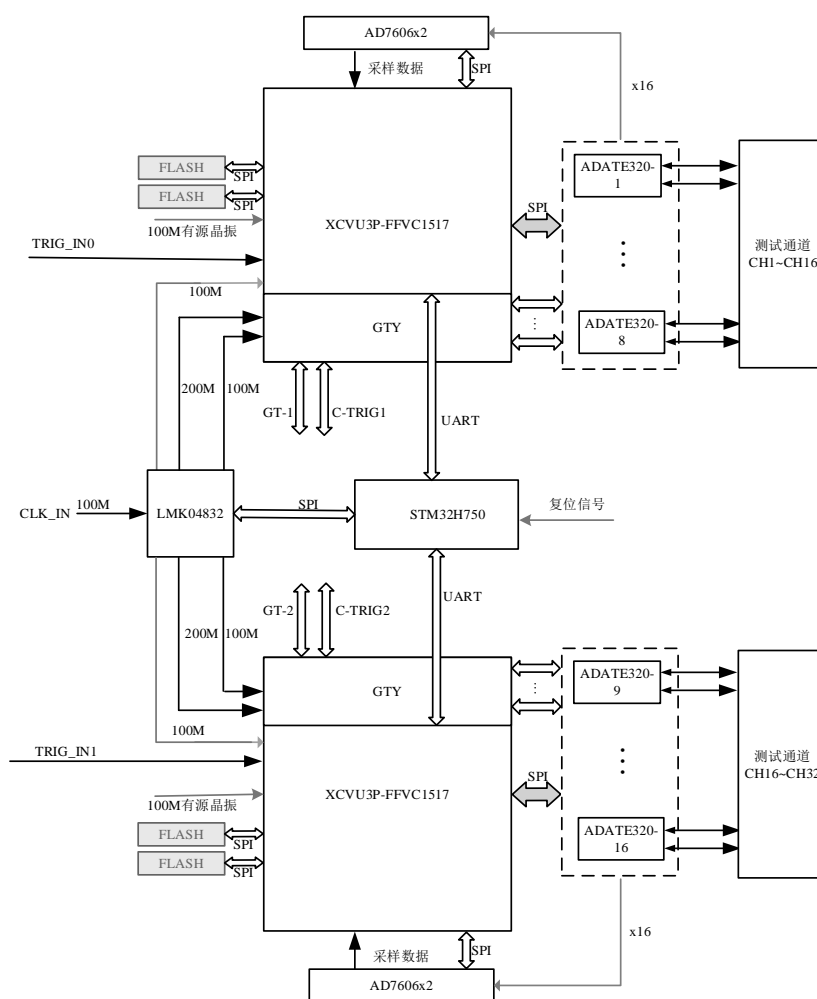 AD7606x2
采样数据
SPI
x16
FLASH
SPI
FLASH
SPI
XCVU3P-FFVC1517
SPI
ADATE320-
1
测试通道
CH1~CH16
100M有源晶振
TRIG_IN0
100M
GTY
...
ADATE320-
8
200M
100M
GT-1
C-TRIG1
UART
CLK_IN
100M
LMK04832
SPI
STM32H750
复位信号
200M
100M
GT-2
C-TRIG2
UART
GTY
...
ADATE320-
9
100M
TRIG_IN1
XCVU3P-FFVC1517
SPI
测试通道
CH16~CH32
100M有源晶振
FLASH
SPI
FLASH
SPI
ADATE320-
16
采样数据
SPI
x16
AD7606x2